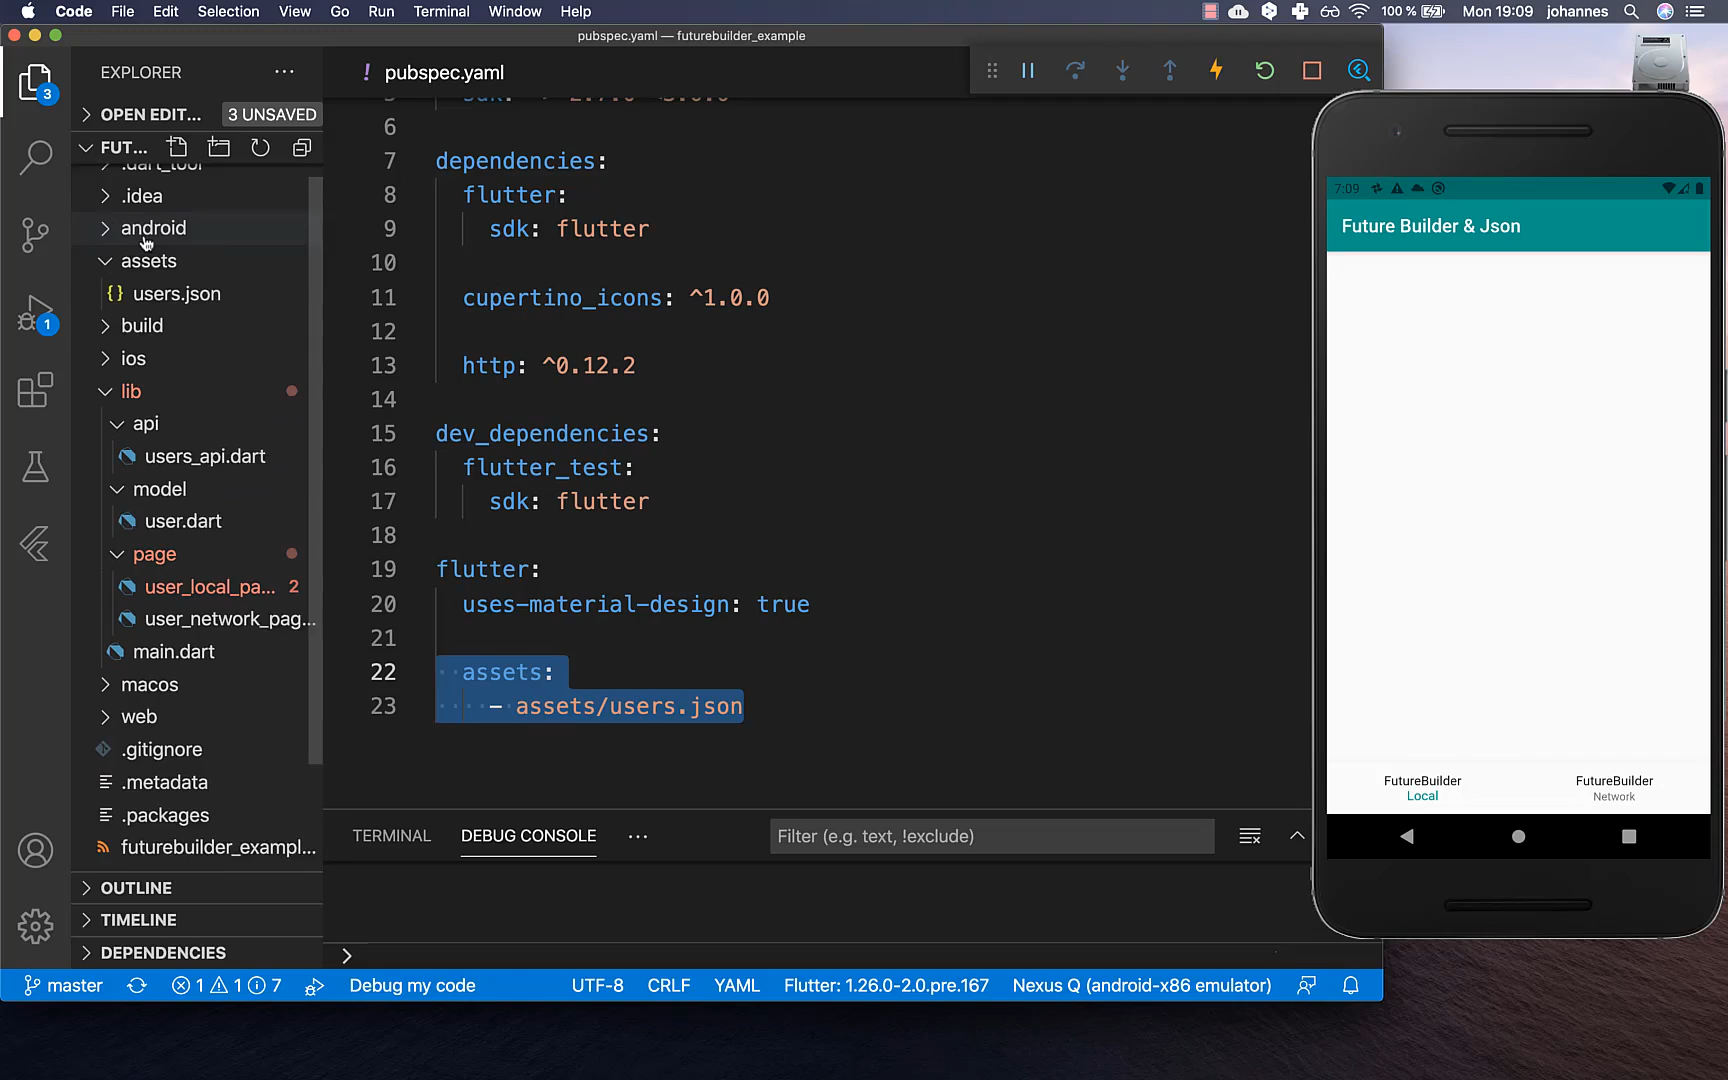 Code File Edit Selection View Go Run Terminal Window Help 100 % Mon 19:09 johannes
pubspec.yaml — futurebuilder_example
EXPLORER ...
OPEN EDIT... 3 UNSAVED
FUT...
.dart_tool
.idea
android
assets
{} users.json
build
ios
lib
api
users_api.dart
model
user.dart
page
user_local_pa... 2
user_network_pag...
main.dart
macos
web
.gitignore
.metadata
.packages
futurebuilder_exampl...
OUTLINE
TIMELINE
DEPENDENCIES
3
1
! pubspec.yaml
6
7 dependencies:
8 flutter:
9 sdk: flutter
10
11 cupertino_icons: ^1.0.0
12
13 http: ^0.12.2
14
15 dev_dependencies:
16 flutter_test:
17 sdk: flutter
18
19 flutter:
20 uses-material-design: true
21
22 assets:
23 - assets/users.json
TERMINAL DEBUG CONSOLE ... Filter (e.g. text, !exclude)
master 1 1 7 Debug my code UTF-8 CRLF YAML Flutter: 1.26.0-2.0.pre.167 Nexus Q (android-x86 emulator)
7:09
Future Builder & Json
FutureBuilder
Local
FutureBuilder
Network